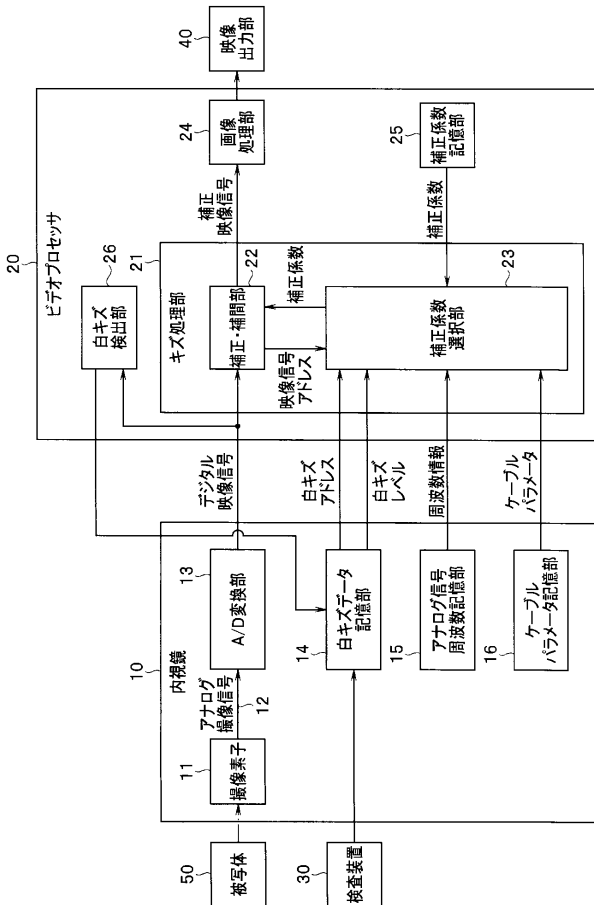 20
ビデオプロセッサ
26
白キズ
検出部
40
映像
出力部
24
画像
処理部
補正
映像信号
25
補正係数
記憶部
補正係数
21
キズ処理部
22
補正・補間部
補正係数
映像信号
アドレス
23
補正係数
選択部
デジタル
映像信号
白キズ
アドレス
白キズ
レベル
周波数情報
ケーブル
パラメータ
10
内視鏡
13
A/D変換部
アナログ
撮像信号
12
11
撮像素子
14
白キズデータ
記憶部
15
アナログ信号
周波数記憶部
16
ケーブル
パラメータ記憶部
50
被写体
30
検査装置